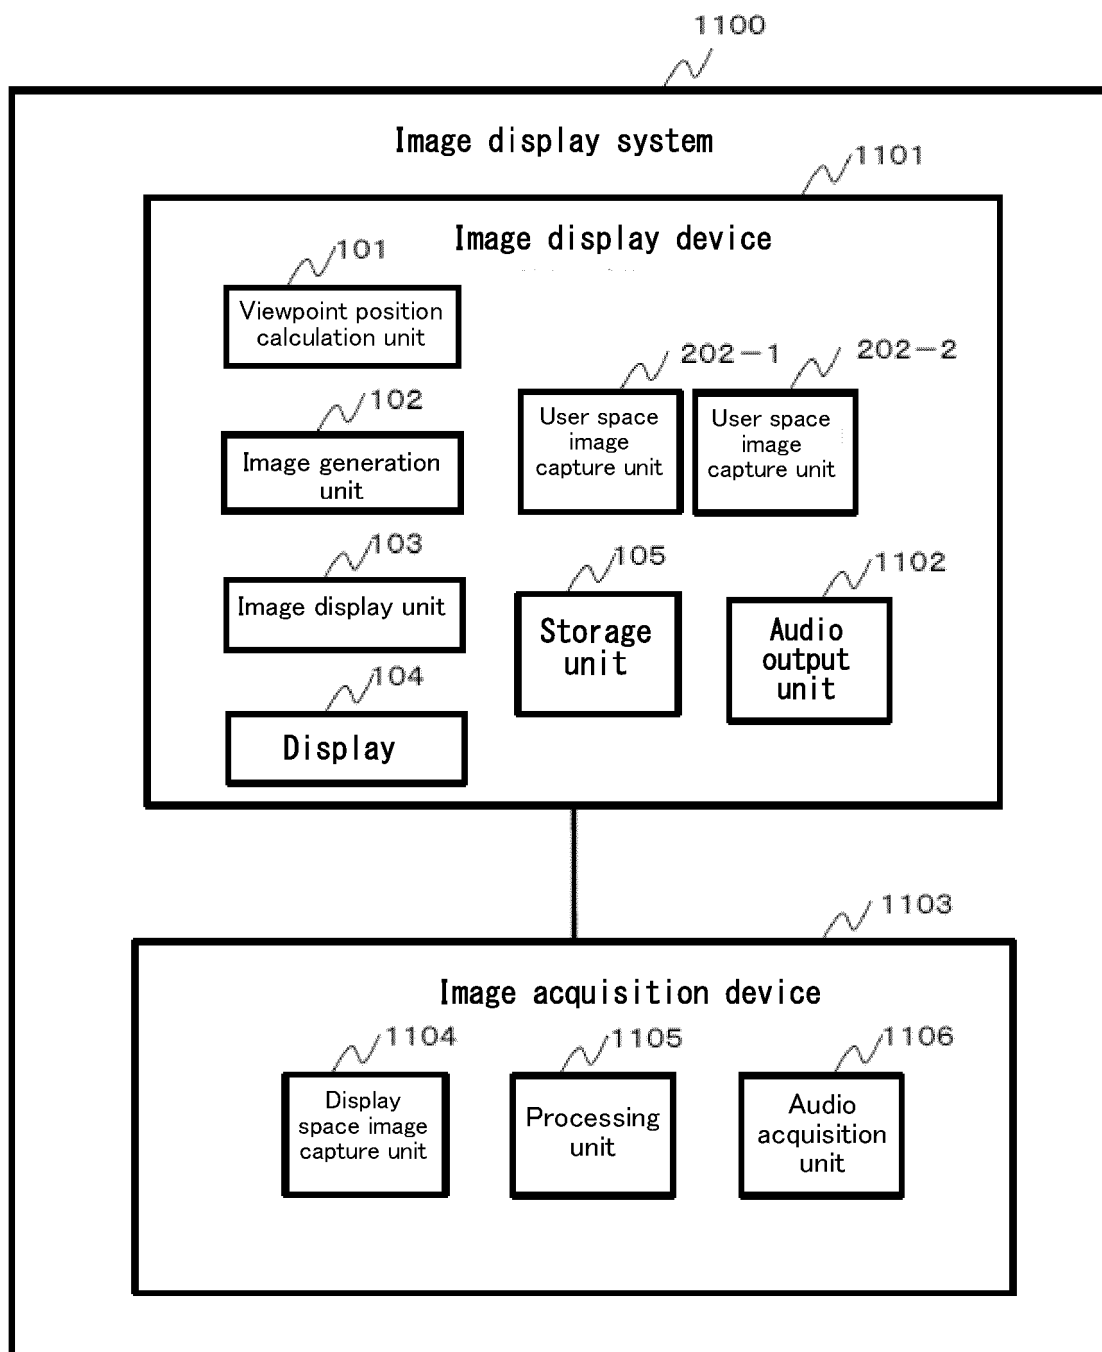 1100
Image display system
1101
Image display device
101
Viewpoint position
calculation unit
202-1
202-2
User space
image
capture unit
User space
image
capture unit
102
Image generation
unit
103
Image display unit
105
Storage
unit
1102
Audio
output
unit
104
Display
1103
Image acquisition device
1104
Display
space image
capture unit
1105
Processing
unit
1106
Audio
acquisition
unit